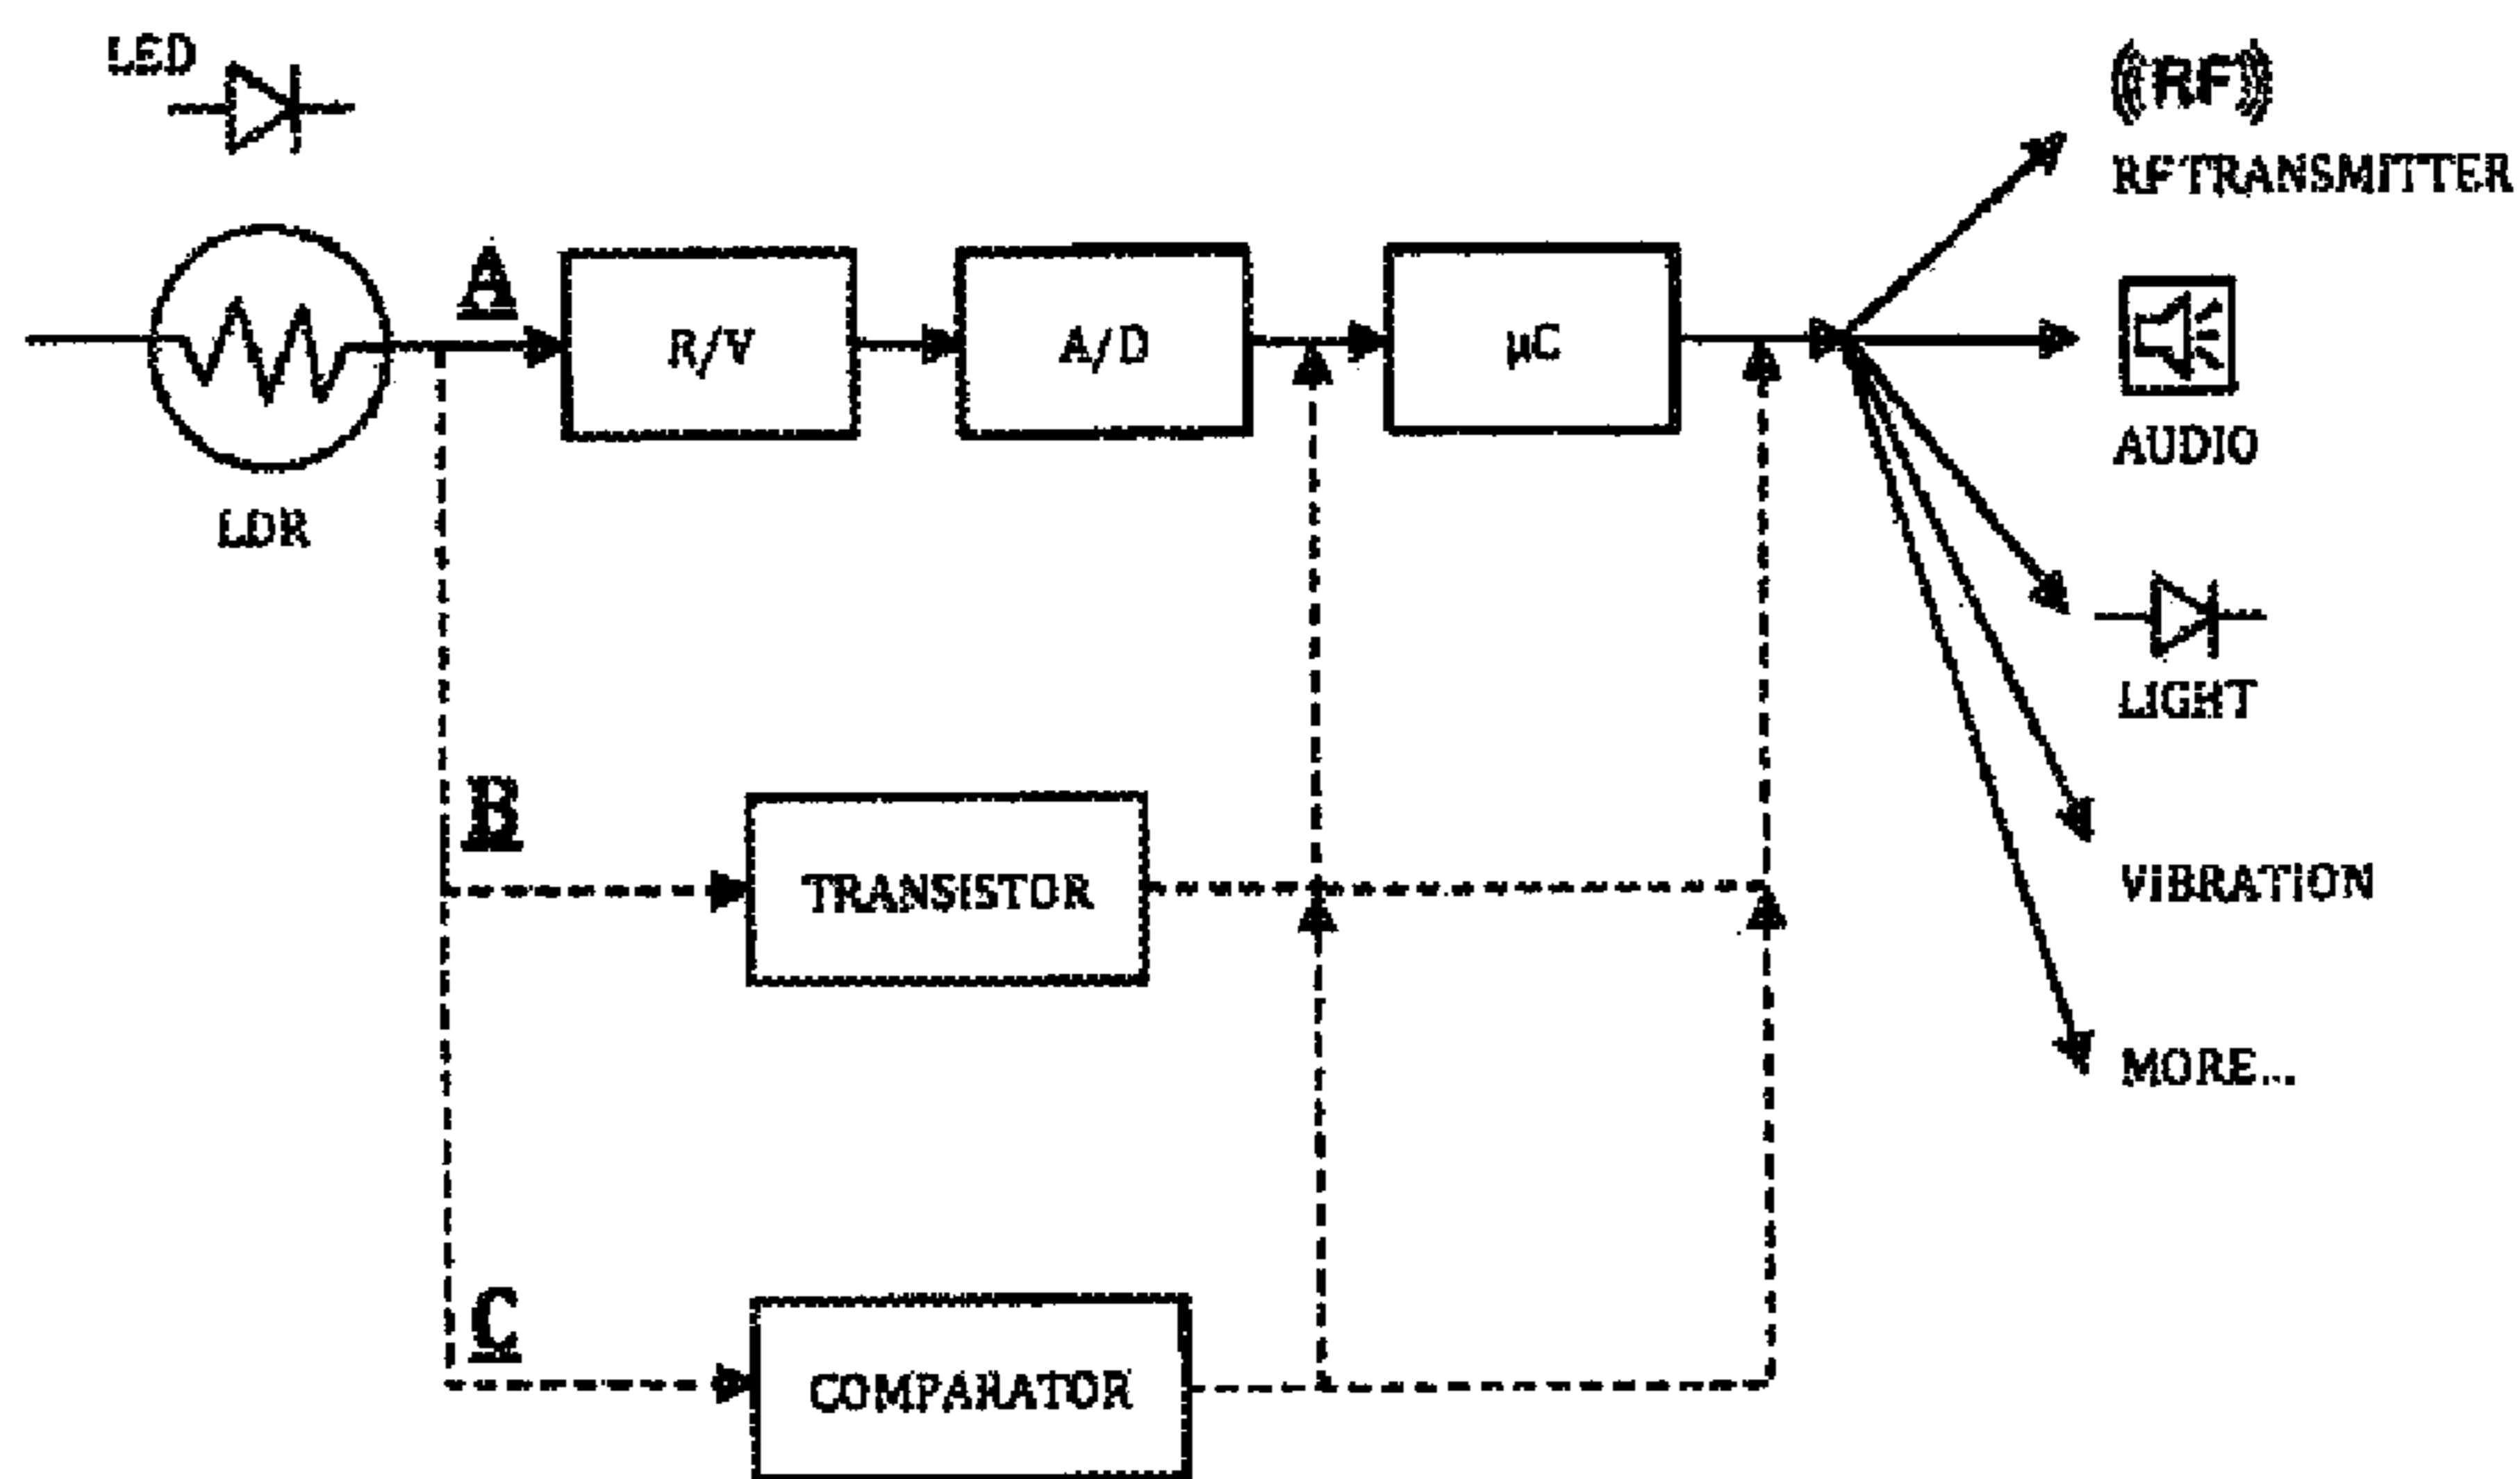 LED
((RF))
RF TRANSMITTER
A
R/V
A/D
µC
AUDIO
LDR
LIGHT
B
TRANSISTOR
VIBRATION
MORE...
C
COMPARATOR